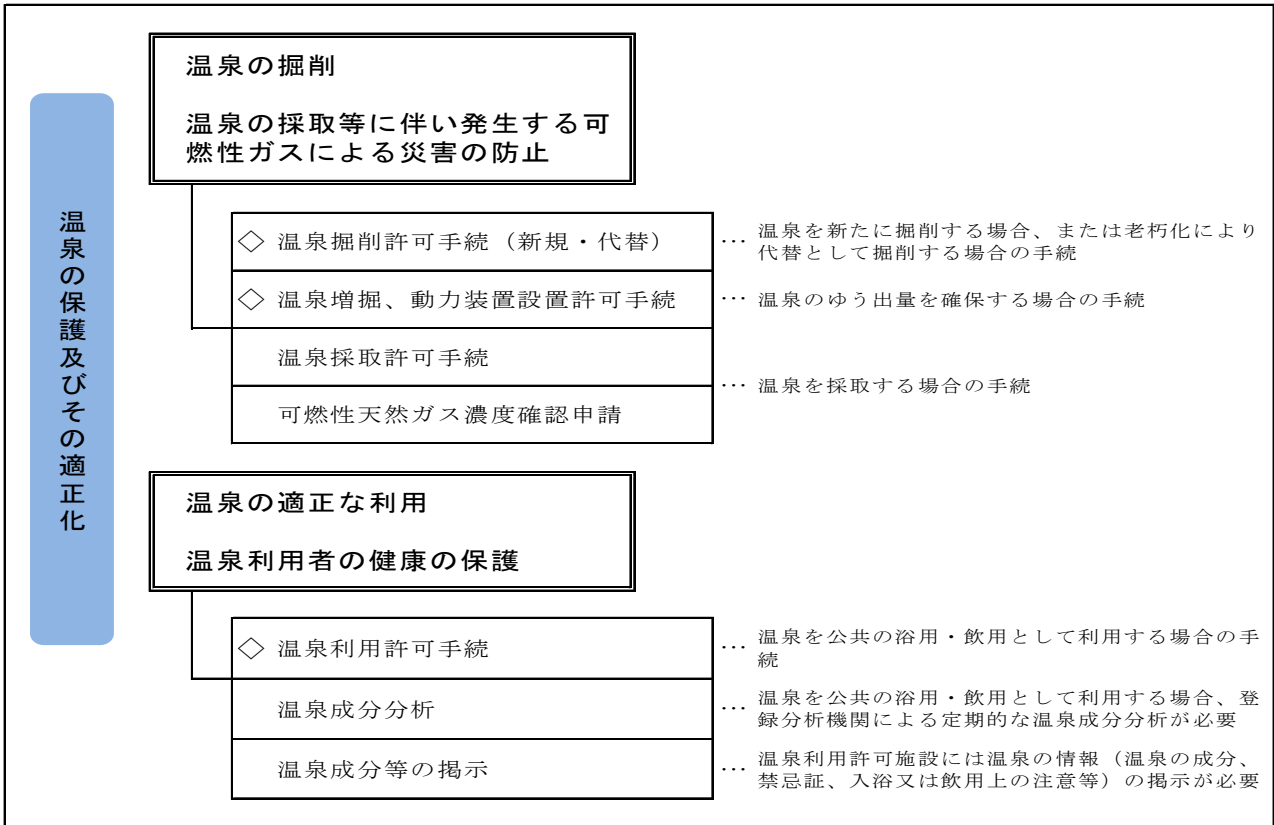 温泉の保護及びその適正化
温泉の掘削
温泉の採取等に伴い発生する可
燃性ガスによる災害の防止
◇ 温泉掘削許可手続（新規・代替）
… 温泉を新たに掘削する場合、または老朽化により
代替として掘削する場合の手続
◇ 温泉増掘、動力装置設置許可手続
… 温泉のゆう出量を確保する場合の手続
温泉採取許可手続
… 温泉を採取する場合の手続
可燃性天然ガス濃度確認申請
温泉の適正な利用
温泉利用者の健康の保護
◇ 温泉利用許可手続
… 温泉を公共の浴用・飲用として利用する場合の手
続
温泉成分分析
… 温泉を公共の浴用・飲用として利用する場合、登
録分析機関による定期的な温泉成分分析が必要
温泉成分等の掲示
… 温泉利用許可施設には温泉の情報（温泉の成分、
禁忌証、入浴又は飲用上の注意等）の掲示が必要